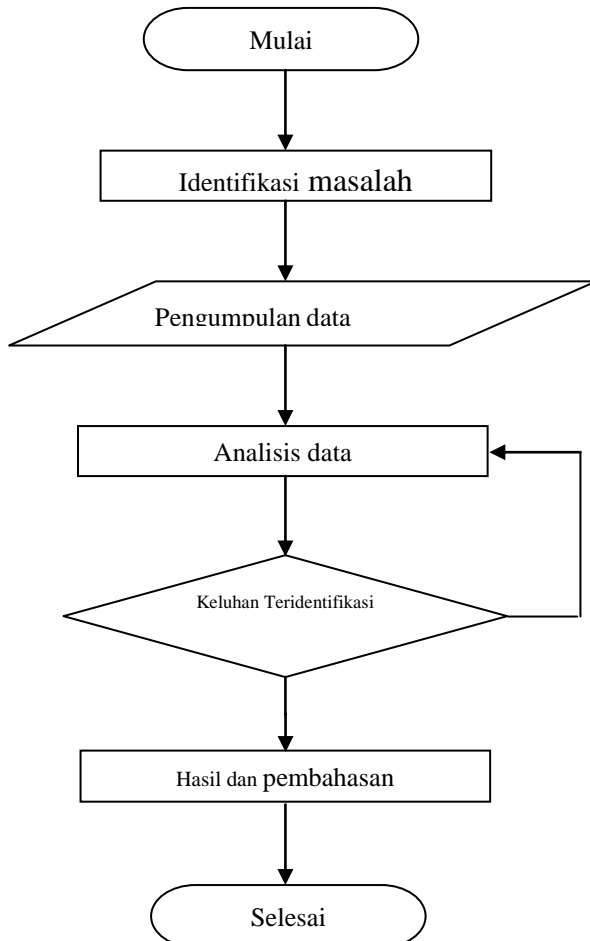 Mulai
Identifikasi masalah
Pengumpulan data
Analisis data
Keluhan Teridentifikasi
Hasil dan pembahasan
Selesai